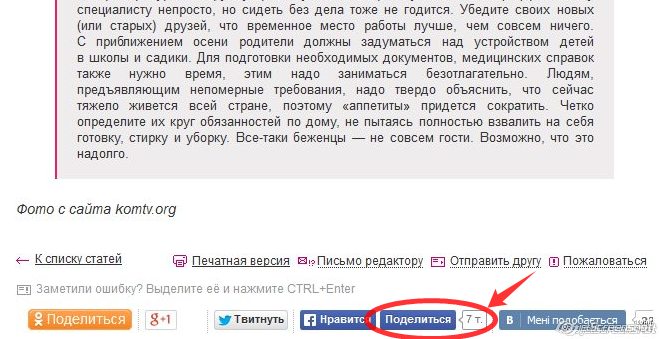 специалисту непросто, но сидеть без дела тоже не годится. Убедите своих новых
(или старых) друзей, что временное место работы лучше, чем совсем ничего.
С приближением осени родители должны задуматься над устройством детей
в школы и садики. Для подготовки необходимых документов, медицинских справок
также нужно время, этим надо заниматься безотлагательно. Людям,
предъявляющим непомерные требования, надо твердо объяснить, что сейчас
тяжело живется всей стране, поэтому «аппетиты» придется сократить. Четко
определите их круг обязанностей по дому, не пытаясь полностью взвалить на себя
готовку, стирку и уборку. Все-таки беженцы — не совсем гости. Возможно, что это
надолго.
Фото с сайта komtv.org
К списку статей Печатная версия Письмо редактору Отправить другу Пожаловаться
Заметили ошибку? Выделите её и нажмите CTRL+Enter
Поделиться g+1 Твитнуть Нравится Поделиться 7 т. В Мені подобається